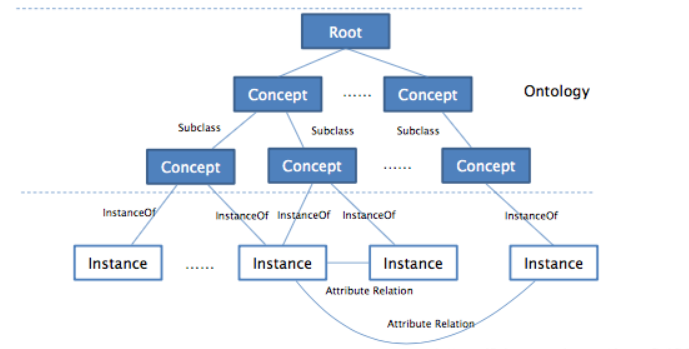 Root
Concept ...... Concept
Ontology
Subclass Subclass Subclass
Concept Concept ...... Concept
InstanceOf InstanceOf InstanceOf InstanceOf InstanceOf
Instance ...... Instance Instance Instance
Attribute Relation
Attribute Relation